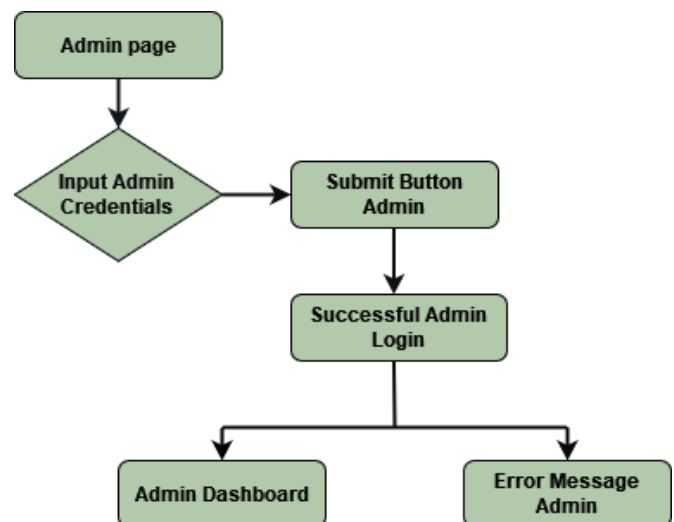 Admin page
Input Admin
Credentials
Submit Button
Admin
Successful Admin
Login
Admin Dashboard
Error Message
Admin